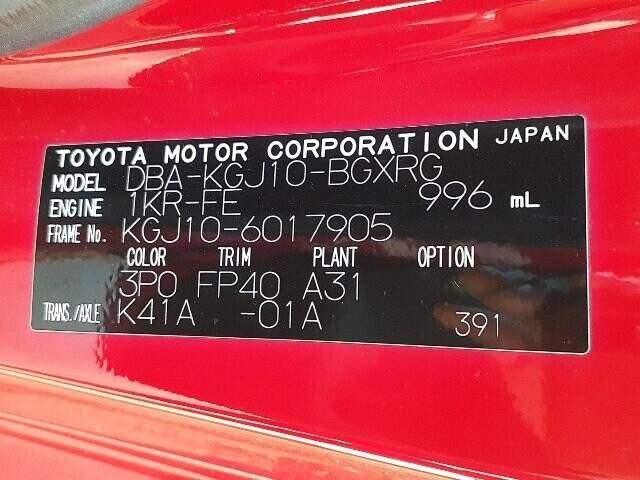 TOYOTA MOTOR CORPORATION JAPAN
MODEL DBA-KGJ10-BGXRG
ENGINE 1KR-FE 996 mL
FRAME No. KGJ10-6017905
COLOR TRIM PLANT OPTION
3P0 FP40 A31
TRANS./AXLE K41A -01A 391